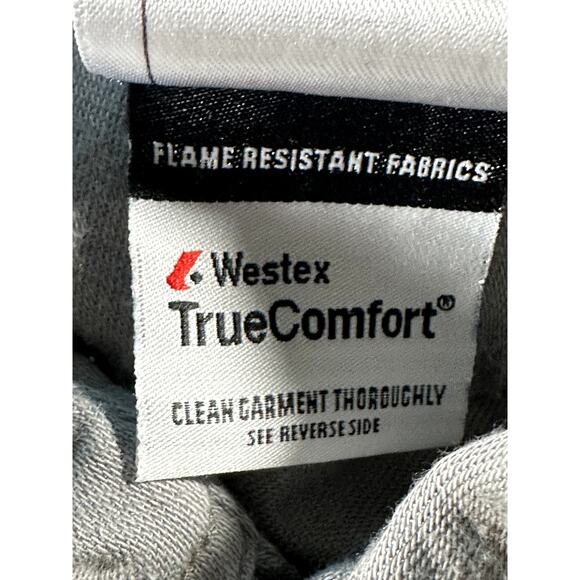 FLAME RESISTANT FABRICS
Westex
TrueComfort®
CLEAN GARMENT THOROUGHLY
SEE REVERSE SIDE